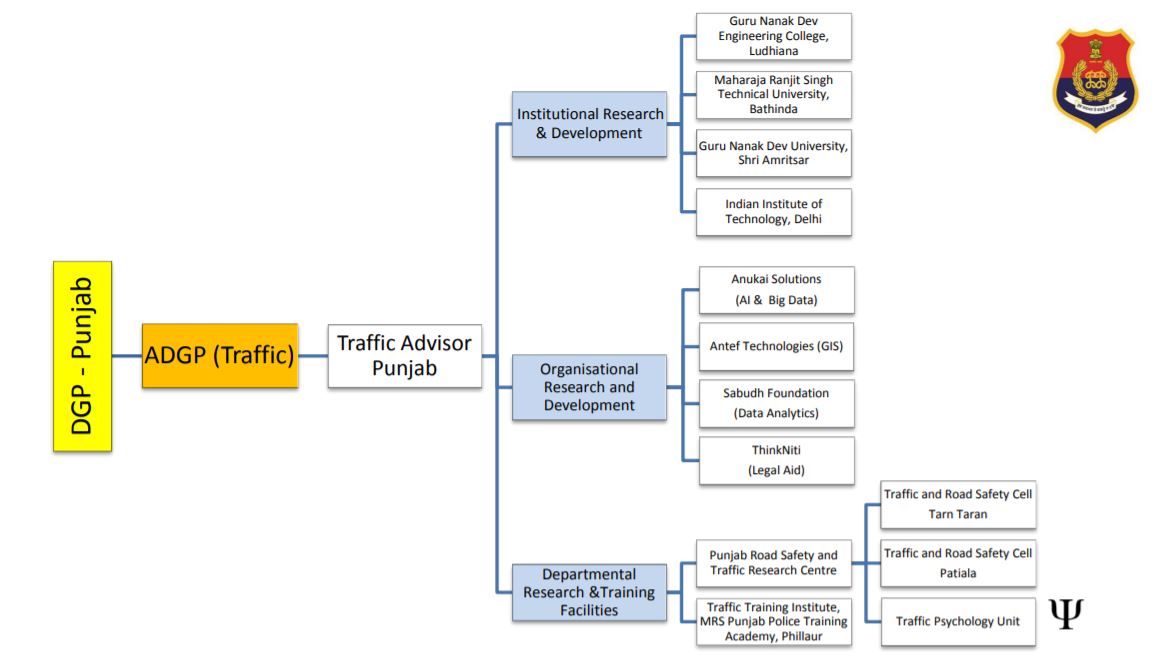 DGP - Punjab
ADGP (Traffic)
Traffic Advisor
Punjab
Institutional Research
& Development
Guru Nanak Dev
Engineering College,
Ludhiana
Maharaja Ranjit Singh
Technical University,
Bathinda
Guru Nanak Dev University,
Shri Amritsar
Indian Institute of
Technology, Delhi
Organisational
Research and
Development
Anukai Solutions
(AI & Big Data)
Antef Technologies (GIS)
Sabudh Foundation
(Data Analytics)
ThinkNiti
(Legal Aid)
Departmental
Research &Training
Facilities
Punjab Road Safety and
Traffic Research Centre
Traffic and Road Safety Cell
Tarn Taran
Traffic and Road Safety Cell
Patiala
Traffic Psychology Unit
Ψ
Traffic Training Institute,
MRS Punjab Police Training
Academy, Phillaur